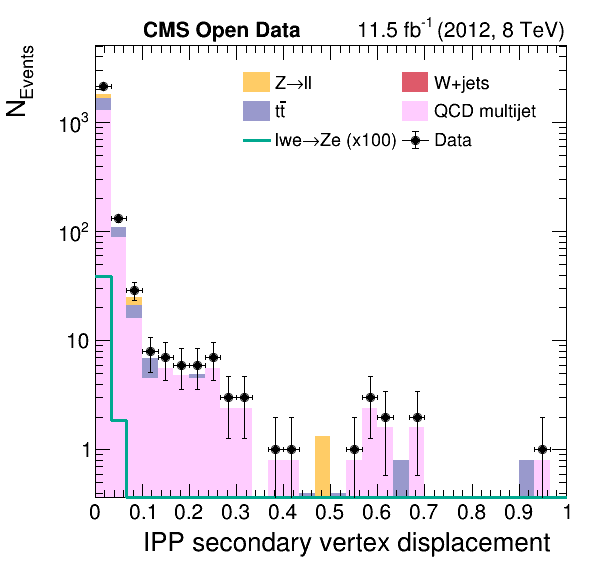 CMS Open Data 11.5 fb⁻¹ (2012, 8 TeV)
N_Events
Z→ll W+jets
tt̄ QCD multijet
Iwe→Ze (x100) Data
10³
10²
10
1
0 0.1 0.2 0.3 0.4 0.5 0.6 0.7 0.8 0.9 1
IPP secondary vertex displacement